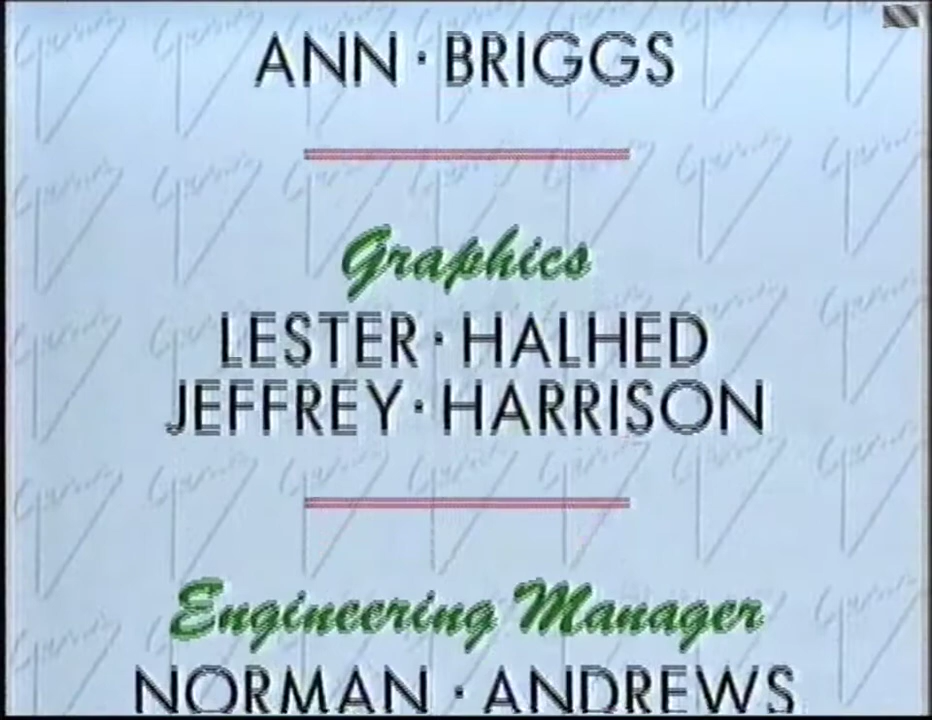 ANN · BRIGGS
Graphics
LESTER · HALHED
JEFFREY · HARRISON
Engineering Manager
NORMAN · ANDREWS